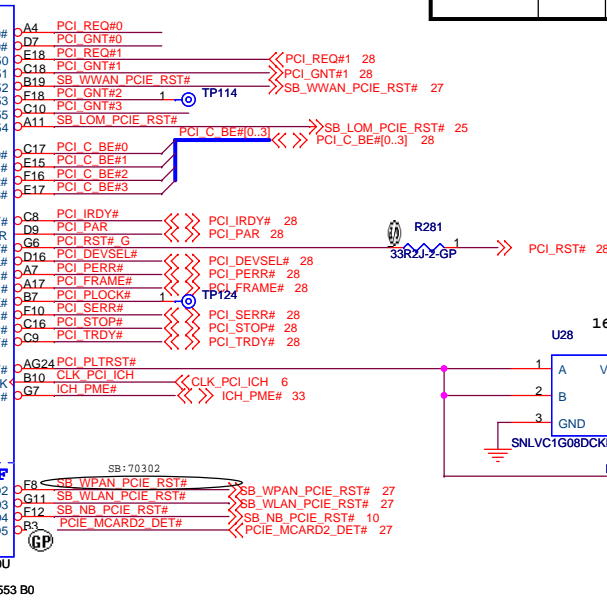 A4 PCI_REQ#0
D7 PCI_GNT#0
E18 PCI_REQ#1 PCI_REQ#1 28
C18 PCI_GNT#1 PCI_GNT#1 28
B19 SB_WWAN_PCIE_RST# SB_WWAN_PCIE_RST# 27
F18 PCI_GNT#2 1 TP114
C10 PCI_GNT#3
A11 SB_LOM_PCIE_RST# SB_LOM_PCIE_RST# 25
PCI_C_BE#[0..3] PCI_C_BE#[0..3] 28
C17 PCI_C_BE#0
E15 PCI_C_BE#1
F16 PCI_C_BE#2
E17 PCI_C_BE#3
C8 PCI_IRDY# PCI_IRDY# 28
D9 PCI_PAR PCI_PAR 28
R281
G6 PCI_RST#_G 1 PCI_RST# 28
33R2J-2-GP
D16 PCI_DEVSEL# PCI_DEVSEL# 28
A7 PCI_PERR# PCI_PERR# 28
A17 PCI_FRAME# PCI_FRAME# 28
B7 PCI_PLOCK# 1 TP124
F10 PCI_SERR# PCI_SERR# 28
C16 PCI_STOP# PCI_STOP# 28
C9 PCI_TRDY# PCI_TRDY# 28
U28
AG24 PCI_PLTRST# 1 A
B10 CLK_PCI_ICH CLK_PCI_ICH 6
G7 ICH_PME# ICH_PME# 33
2 B
3 GND
SB:70302
F8 SB_WPAN_PCIE_RST# SB_WPAN_PCIE_RST# 27
G11 SB_WLAN_PCIE_RST# SB_WLAN_PCIE_RST# 27
F12 SB_NB_PCIE_RST# SB_NB_PCIE_RST# 10
B3 PCIE_MCARD2_DET# PCIE_MCARD2_DET# 27
GP
553 B0